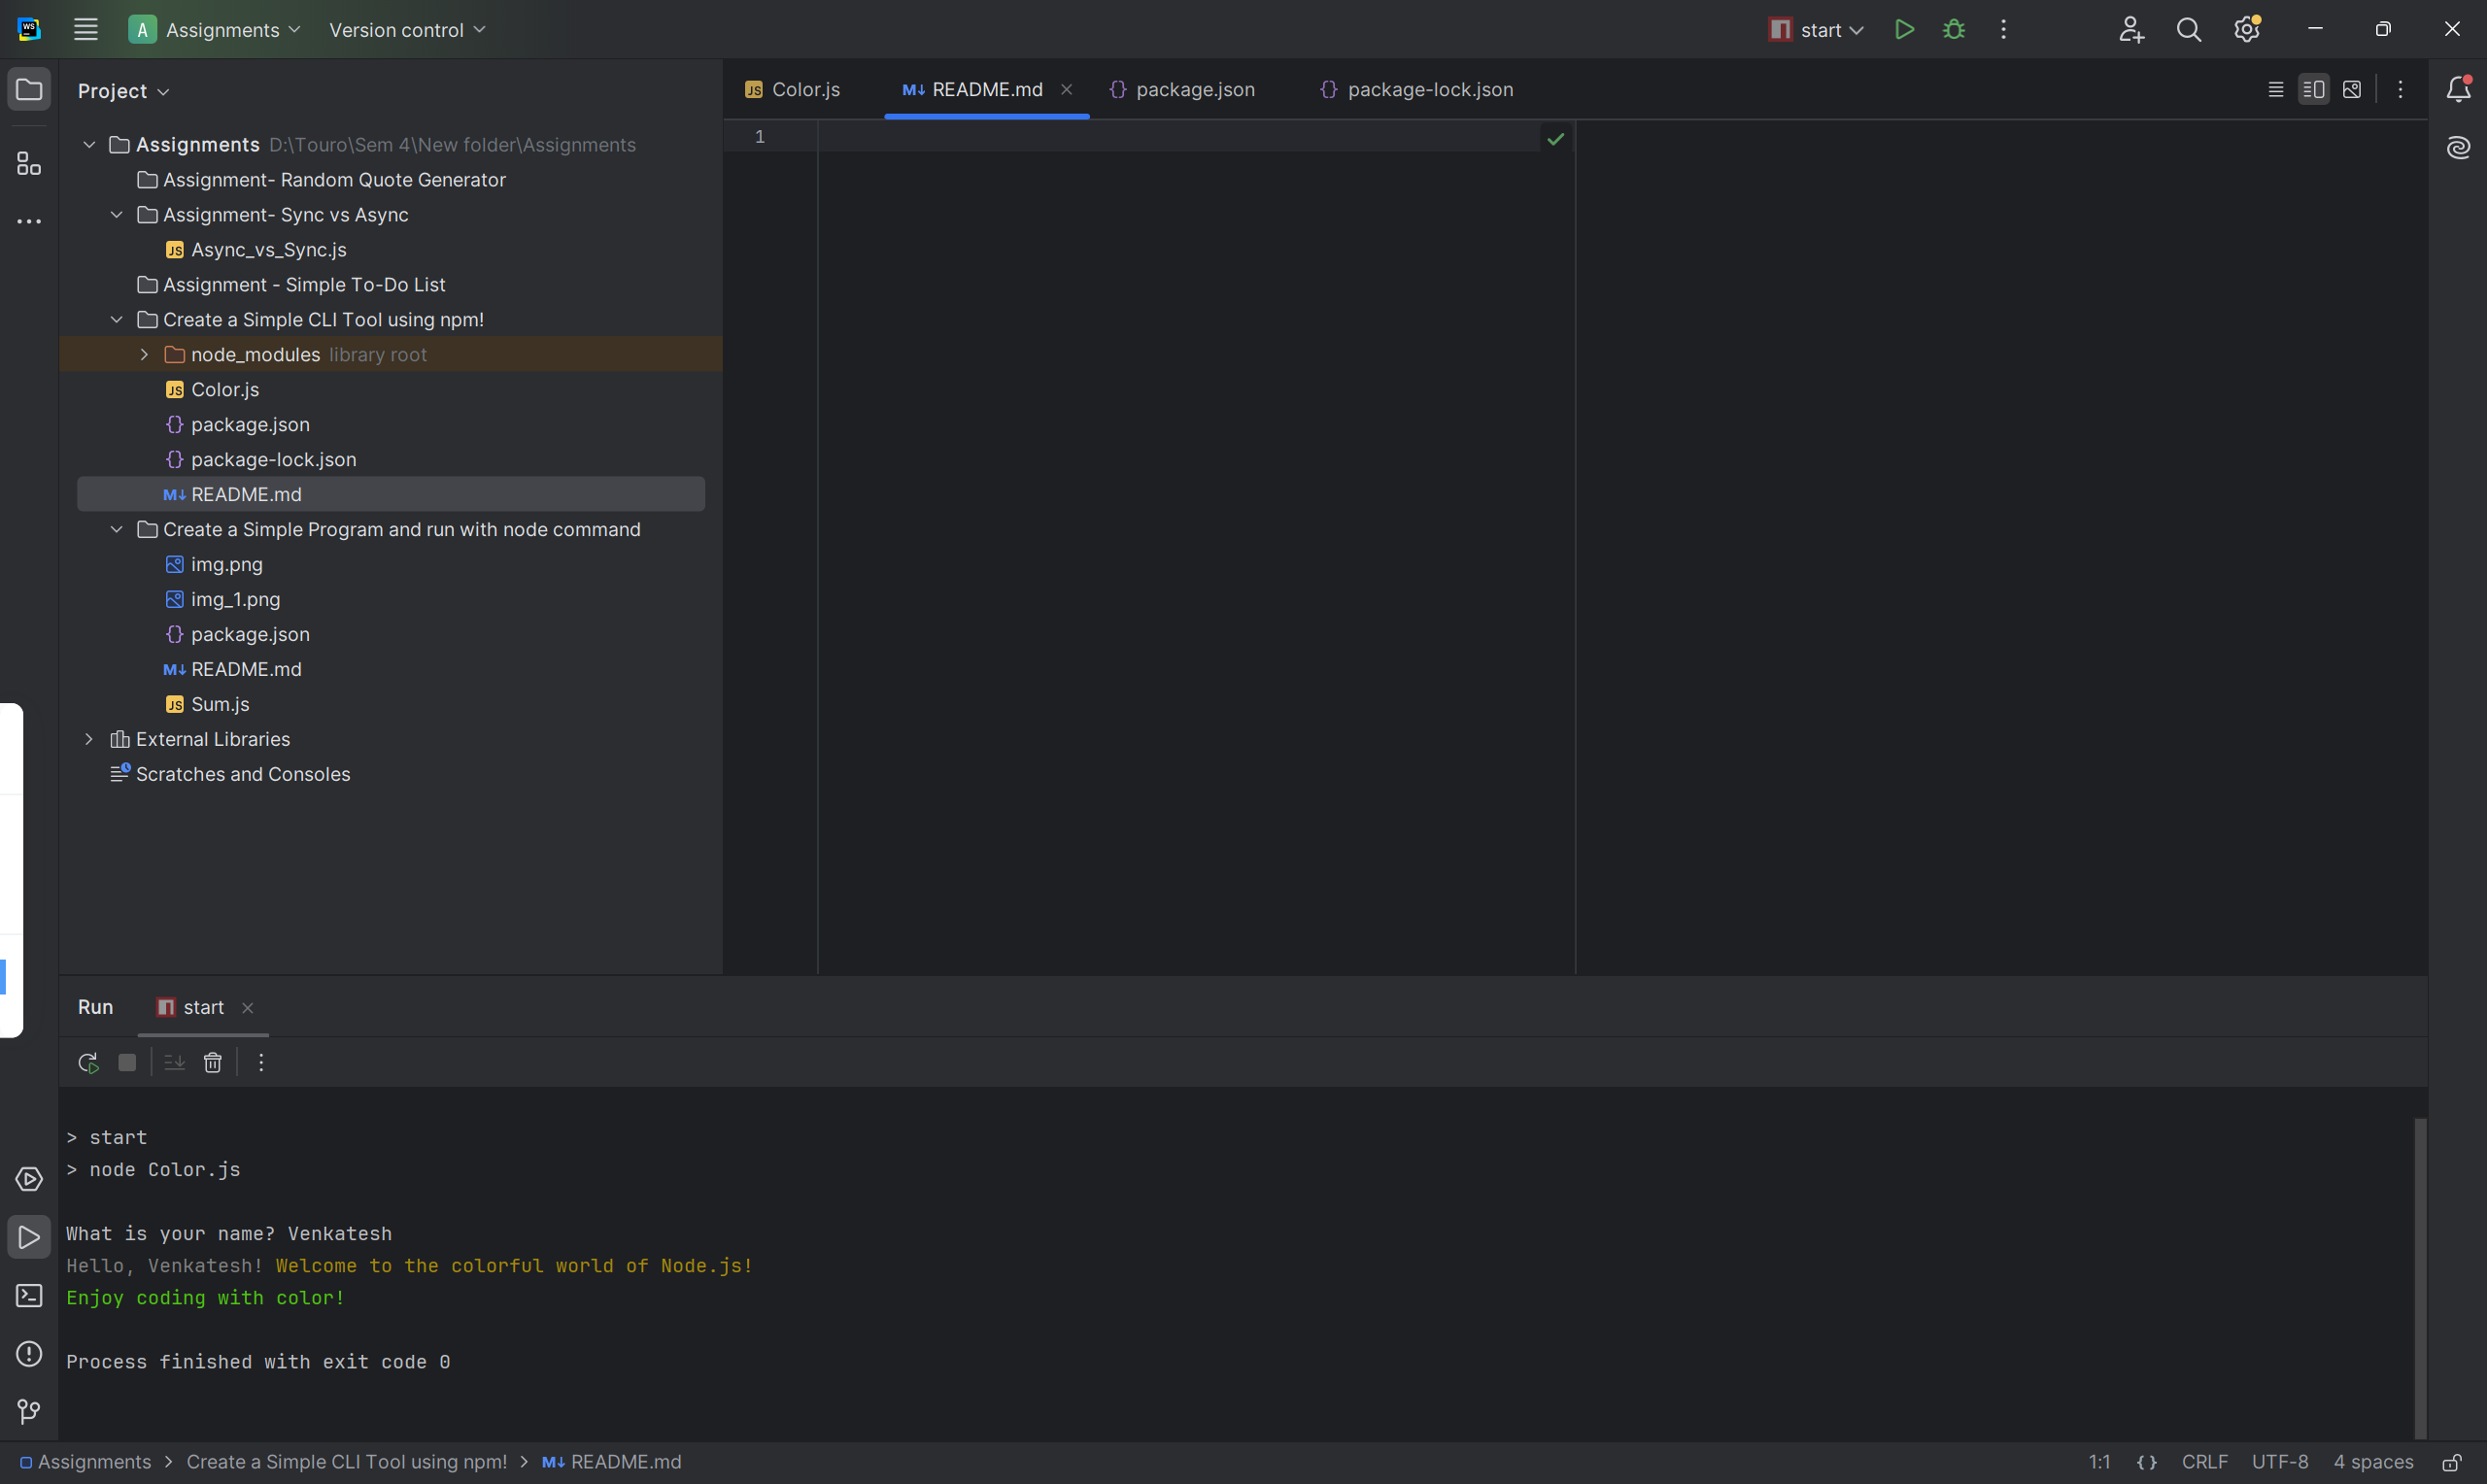 WS
A Assignments Version control start
Project
Color.js README.md package.json package-lock.json
1
Assignments D:\Touro\Sem 4\New folder\Assignments
Assignment- Random Quote Generator
Assignment- Sync vs Async
JS Async_vs_Sync.js
Assignment - Simple To-Do List
Create a Simple CLI Tool using npm!
node_modules library root
JS Color.js
{} package.json
{} package-lock.json
M↓ README.md
Create a Simple Program and run with node command
img.png
img_1.png
{} package.json
M↓ README.md
JS Sum.js
External Libraries
Scratches and Consoles
Run start
> start
> node Color.js
What is your name? Venkatesh
Hello, Venkatesh! Welcome to the colorful world of Node.js!
Enjoy coding with color!
Process finished with exit code 0
Assignments > Create a Simple CLI Tool using npm! > M↓ README.md 1:1 {} CRLF UTF-8 4 spaces